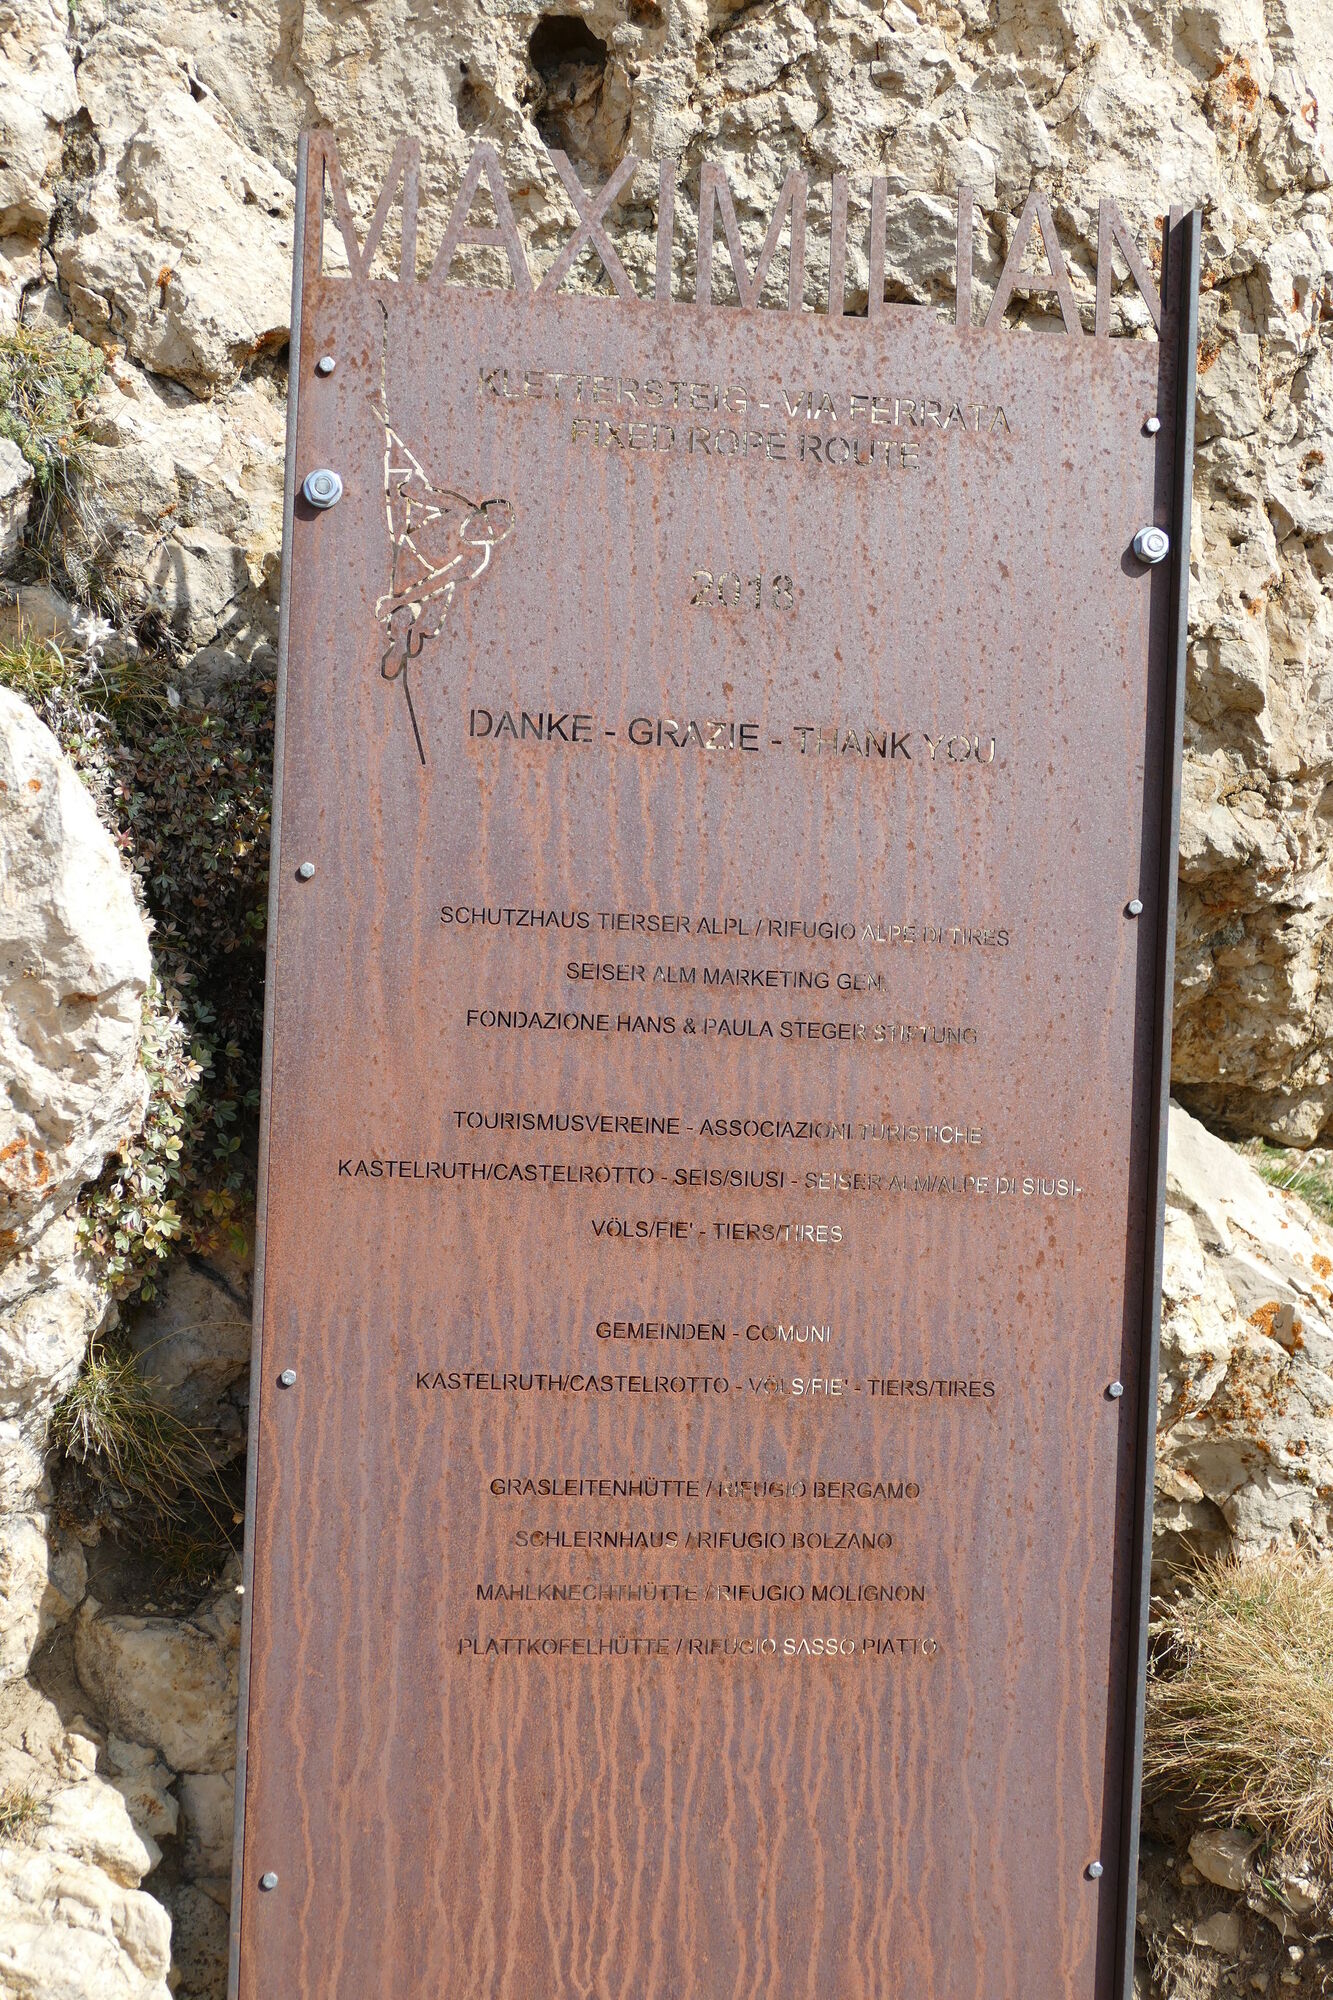 MAXIMILIAN
KLETTERSTEIG - VIA FERRATA
FIXED ROPE ROUTE
2018
DANKE - GRAZIE - THANK YOU
SCHUTZHAUS TIERSER ALPL / RIFUGIO ALPE DI TIRES
SEISER ALM MARKETING GEN.
FONDAZIONE HANS & PAULA STEGER STIFTUNG
TOURISMUSVEREINE - ASSOCIAZIONI TURISTICHE
KASTELRUTH/CASTELROTTO - SEIS/SIUSI - SEISER ALM/ALPE DI SIUSI-
VÖLS/FIE' - TIERS/TIRES
GEMEINDEN - COMUNI
KASTELRUTH/CASTELROTTO - VÖLS/FIE' - TIERS/TIRES
GRASLEITENHÜTTE / RIFUGIO BERGAMO
SCHLERNHAUS / RIFUGIO BOLZANO
MAHLKNECHTHÜTTE / RIFUGIO MOLIGNON
PLATTKOFELHÜTTE / RIFUGIO SASSO PIATTO